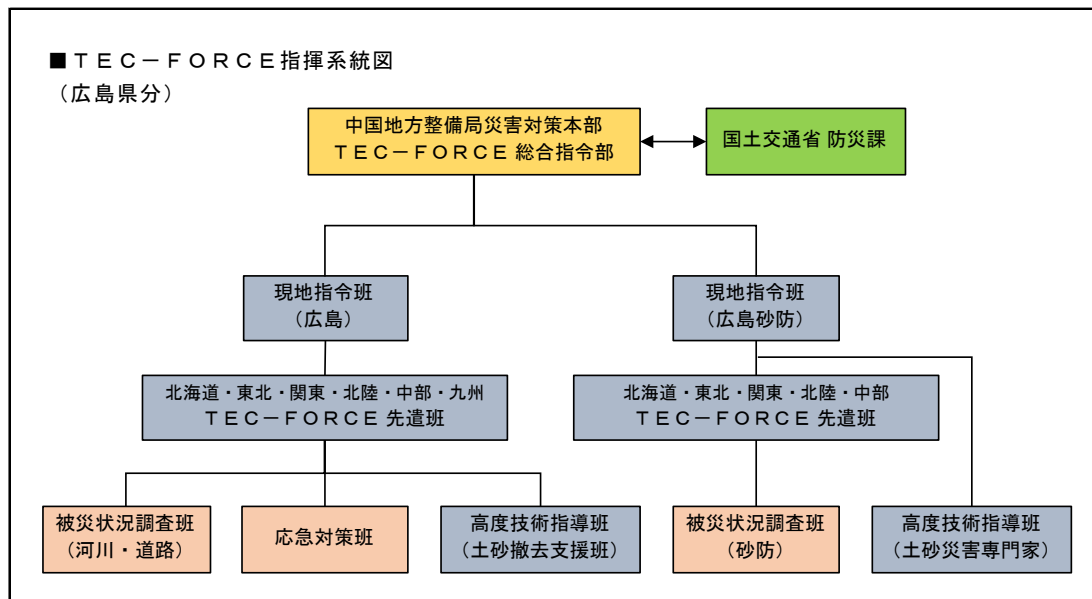 ■ＴＥＣ－ＦＯＲＣＥ指揮系統図
（広島県分）
中国地方整備局災害対策本部
ＴＥＣ－ＦＯＲＣＥ 総合指令部
国土交通省 防災課
現地指令班
（広島）
現地指令班
（広島砂防）
北海道・東北・関東・北陸・中部・九州
ＴＥＣ－ＦＯＲＣＥ 先遣班
北海道・東北・関東・北陸・中部
ＴＥＣ－ＦＯＲＣＥ 先遣班
被災状況調査班
（河川・道路）
応急対策班
高度技術指導班
（土砂撤去支援班）
被災状況調査班
（砂防）
高度技術指導班
（土砂災害専門家）